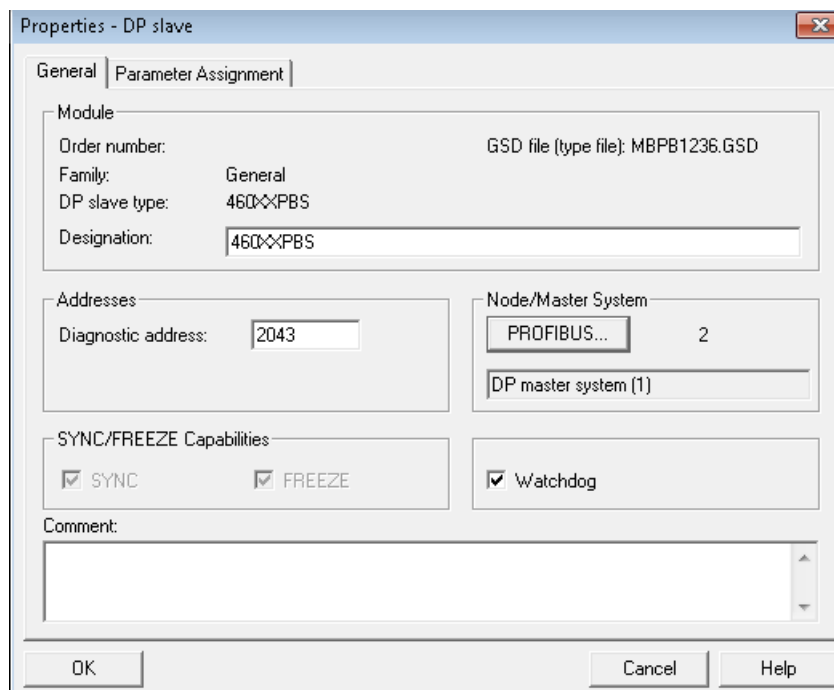 Properties - DP slave
General Parameter Assignment
Module
Order number: GSD file (type file): MBPB1236.GSD
Family: General
DP slave type: 460XXPBS
Designation: 460XXPBS
Addresses
Diagnostic address: 2043
Node/Master System
PROFIBUS... 2
DP master system (1)
SYNC/FREEZE Capabilities
SYNC FREEZE
Watchdog
Comment:
OK Cancel Help